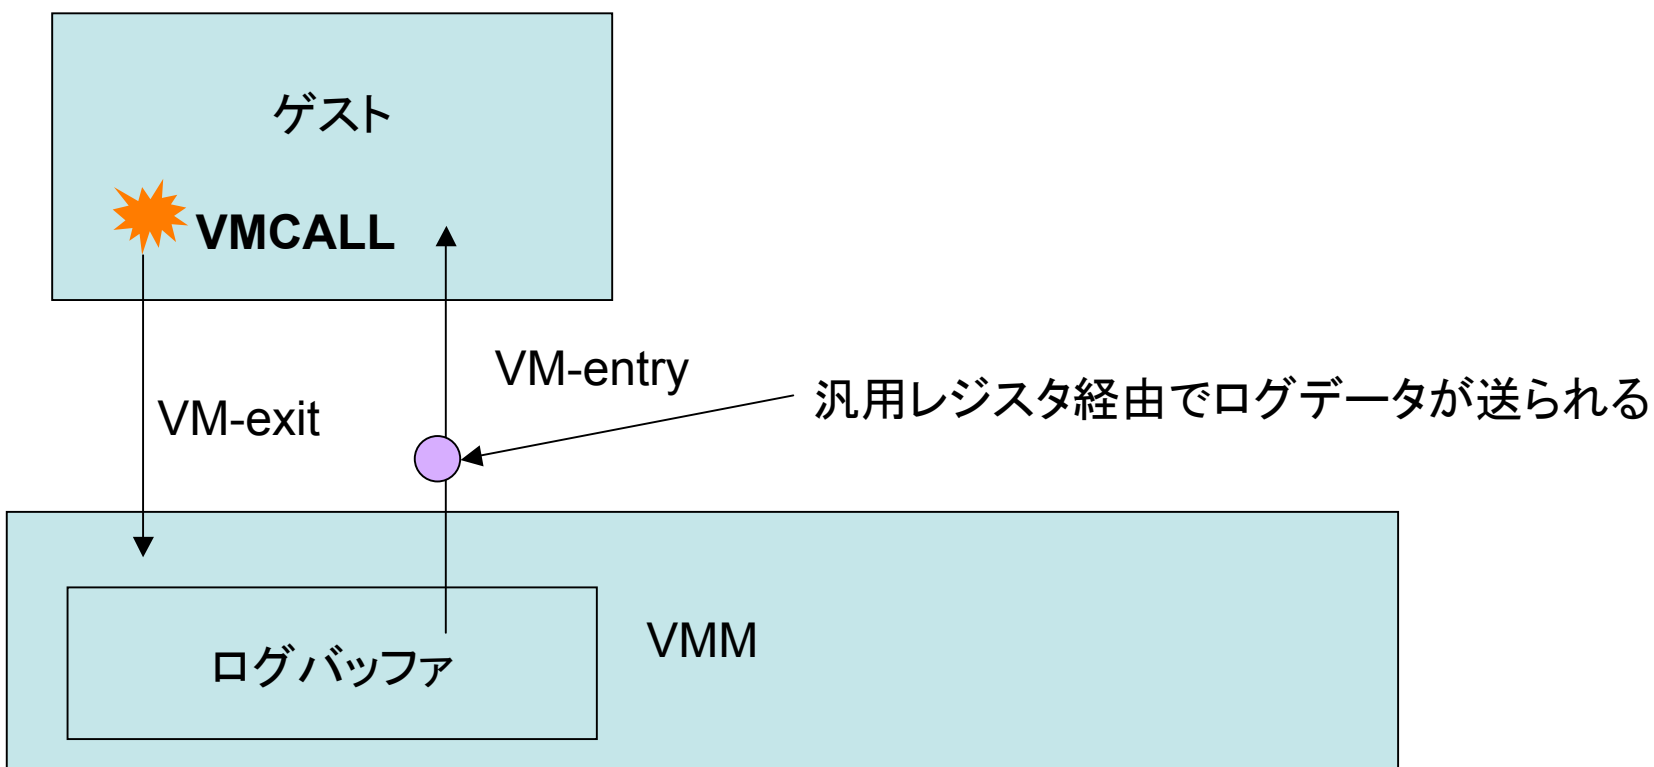 ゲスト
VMCALL
VM-entry
汎用レジスタ経由でログデータが送られる
VM-exit
VMM
ログバッファ